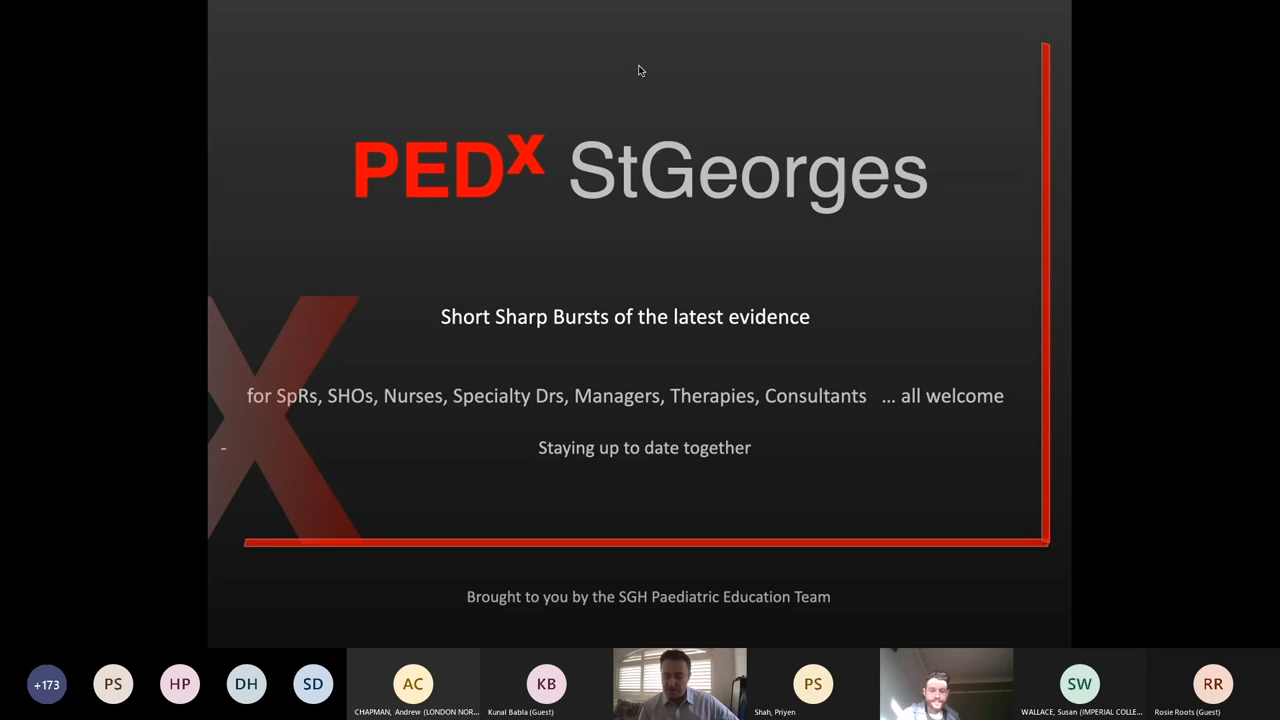 PEDx StGeorges
Short Sharp Bursts of the latest evidence
for SpRs, SHOs, Nurses, Specialty Drs, Managers, Therapies, Consultants ... all welcome
- Staying up to date together
Brought to you by the SGH Paediatric Education Team
+173 PS HP DH SD AC KB PS SW RR
CHAPMAN, Andrew (LONDON NOR... Kunal Babla (Guest) Shah, Priyen WALLACE, Susan (IMPERIAL COLLE... Rosie Roots (Guest)